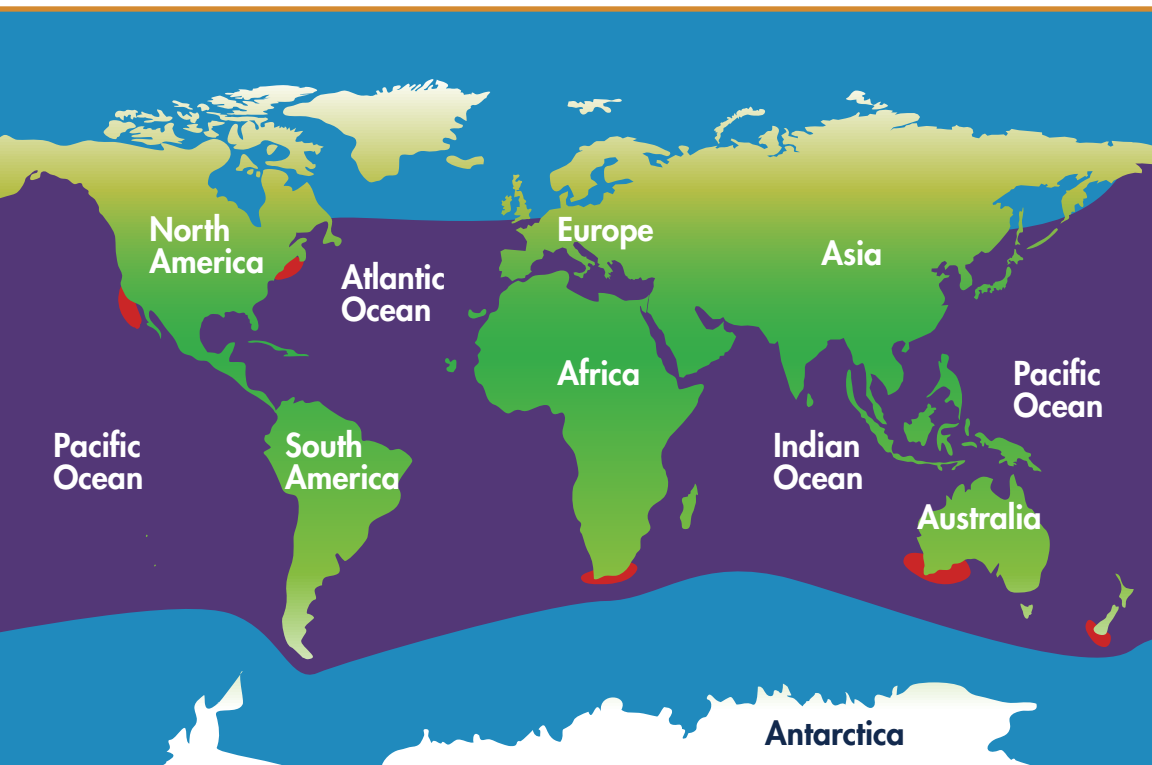 North
America
Europe
Asia
Atlantic
Ocean
Africa
Pacific
Ocean
Pacific
Ocean
South
America
Indian
Ocean
Australia
Antarctica